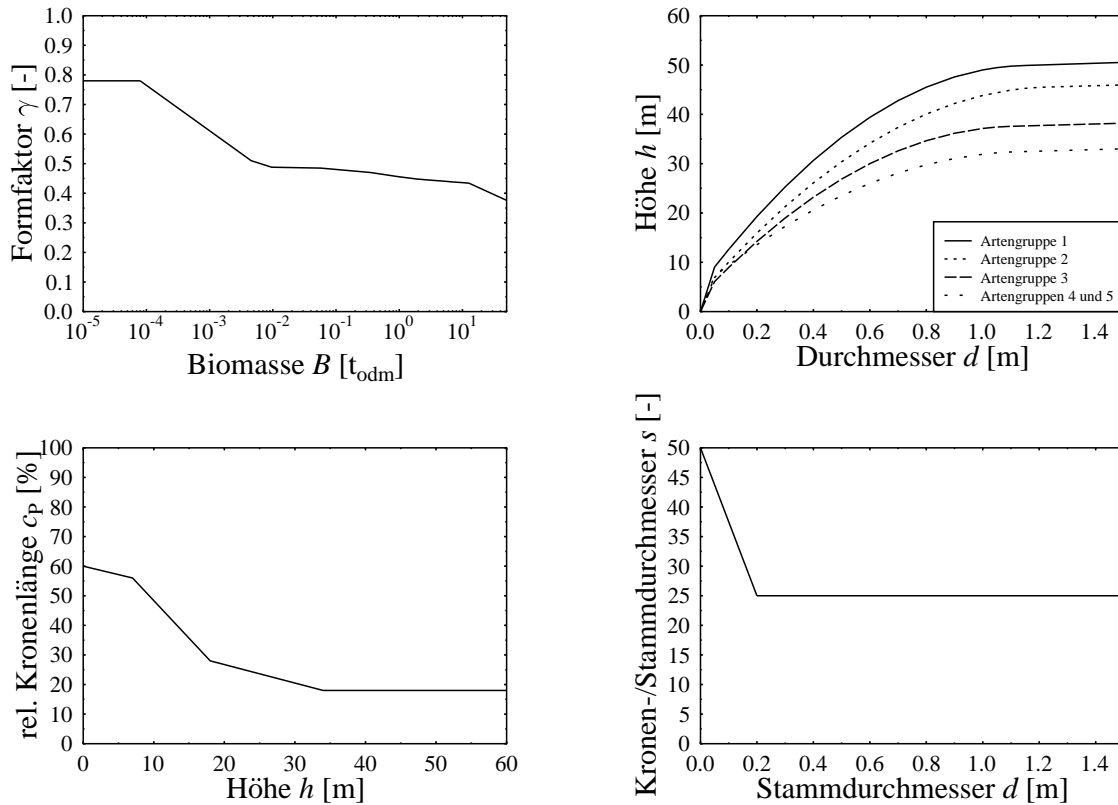 Formfaktor γ [-]
1.0
0.9
0.8
0.7
0.6
0.5
0.4
0.3
0.2
0.1
0.0
10-5 10-4 10-3 10-2 10-1 100 101
Biomasse B [todm]
Höhe h [m]
60
50
40
30
20
10
0
Artengruppe 1
Artengruppe 2
Artengruppe 3
Artengruppen 4 und 5
0.0 0.2 0.4 0.6 0.8 1.0 1.2 1.4
Durchmesser d [m]
rel. Kronenlänge cP [%]
100
90
80
70
60
50
40
30
20
10
0
0 10 20 30 40 50 60
Höhe h [m]
Kronen-/Stammdurchmesser s [-]
50
45
40
35
30
25
20
15
10
5
0
0.0 0.2 0.4 0.6 0.8 1.0 1.2 1.4
Stammdurchmesser d [m]